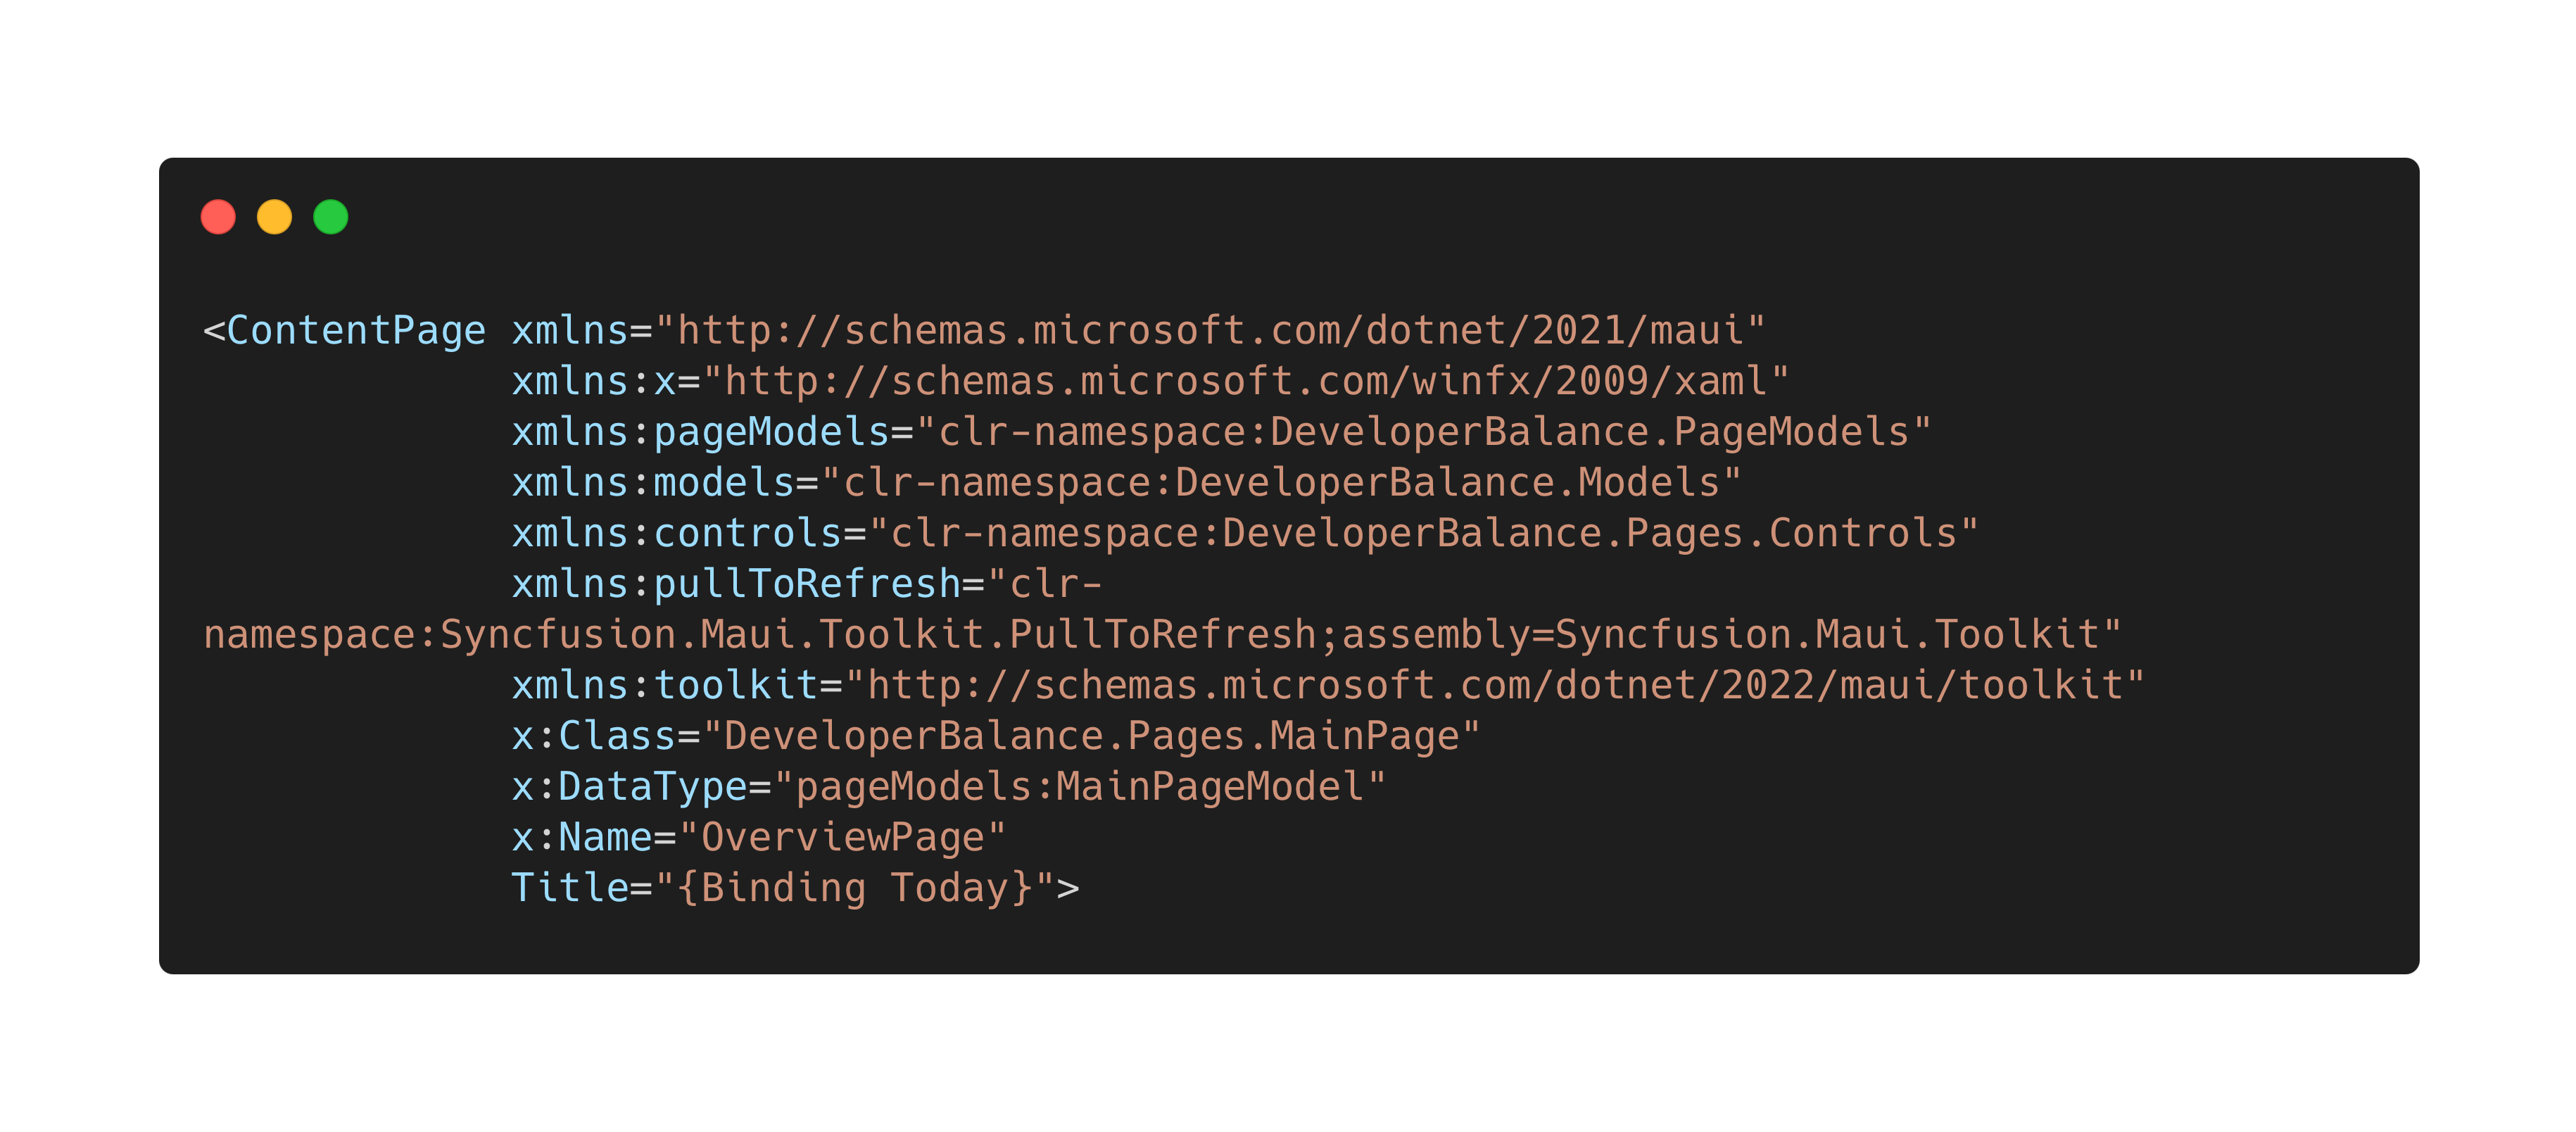 <ContentPage xmlns="http://schemas.microsoft.com/dotnet/2021/maui"
             xmlns:x="http://schemas.microsoft.com/winfx/2009/xaml"
             xmlns:pageModels="clr-namespace:DeveloperBalance.PageModels"
             xmlns:models="clr-namespace:DeveloperBalance.Models"
             xmlns:controls="clr-namespace:DeveloperBalance.Pages.Controls"
             xmlns:pullToRefresh="clr-
namespace:Syncfusion.Maui.Toolkit.PullToRefresh;assembly=Syncfusion.Maui.Toolkit"
             xmlns:toolkit="http://schemas.microsoft.com/dotnet/2022/maui/toolkit"
             x:Class="DeveloperBalance.Pages.MainPage"
             x:DataType="pageModels:MainPageModel"
             x:Name="OverviewPage"
             Title="{Binding Today}">